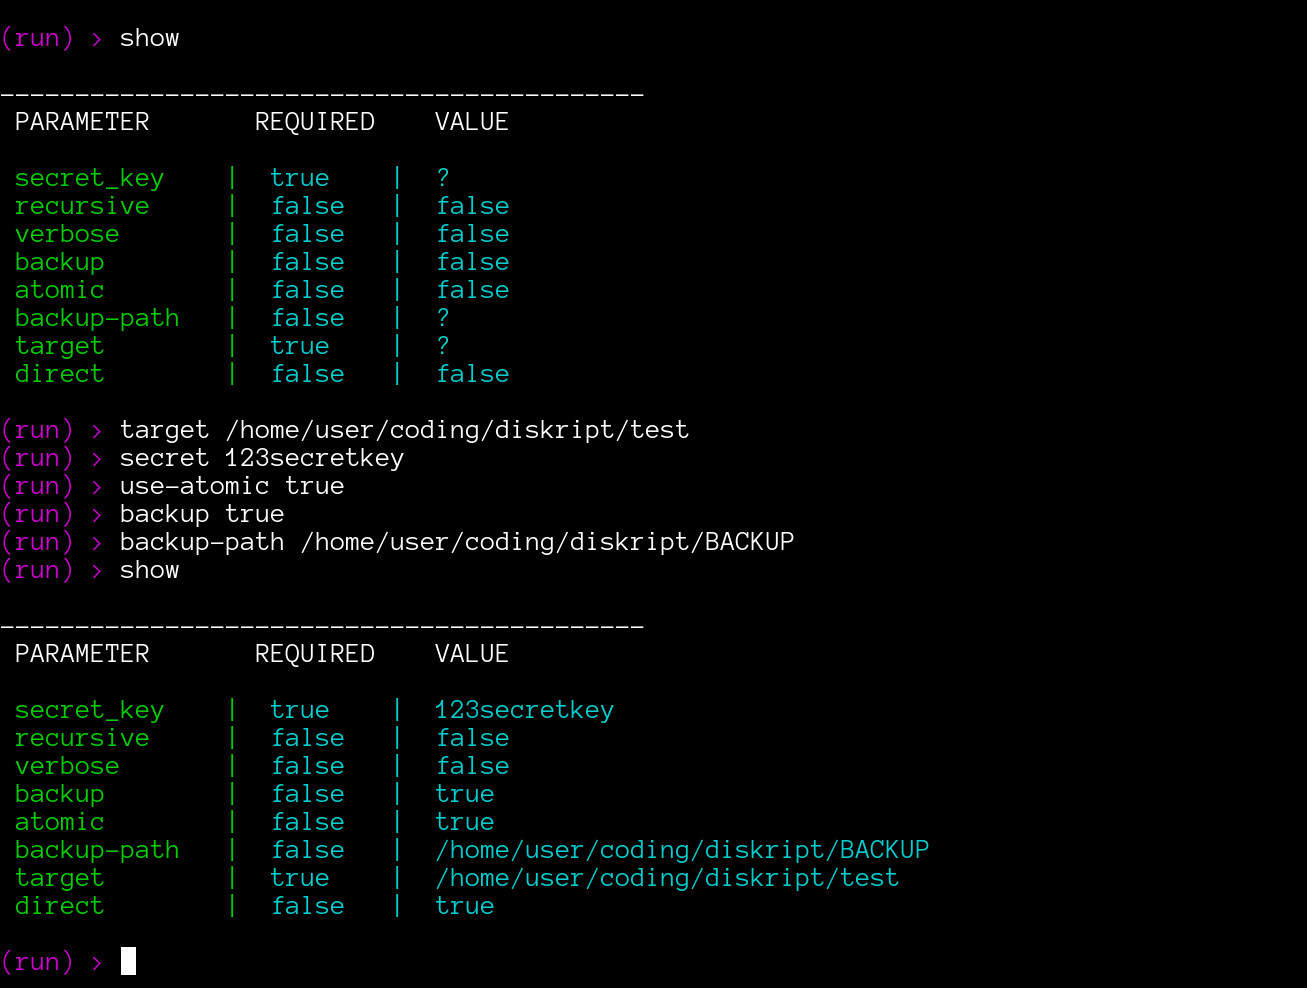 (run) > show
-------------------------------------------
PARAMETER       REQUIRED    VALUE
secret_key    |  true    |  ?
recursive     |  false   |  false
verbose       |  false   |  false
backup        |  false   |  false
atomic        |  false   |  false
backup-path   |  false   |  ?
target        |  true    |  ?
direct        |  false   |  false
(run) > target /home/user/coding/diskript/test
(run) > secret 123secretkey
(run) > use-atomic true
(run) > backup true
(run) > backup-path /home/user/coding/diskript/BACKUP
(run) > show
-------------------------------------------
PARAMETER       REQUIRED    VALUE
secret_key    |  true    |  123secretkey
recursive     |  false   |  false
verbose       |  false   |  false
backup        |  false   |  true
atomic        |  false   |  true
backup-path   |  false   |  /home/user/coding/diskript/BACKUP
target        |  true    |  /home/user/coding/diskript/test
direct        |  false   |  true
(run) >